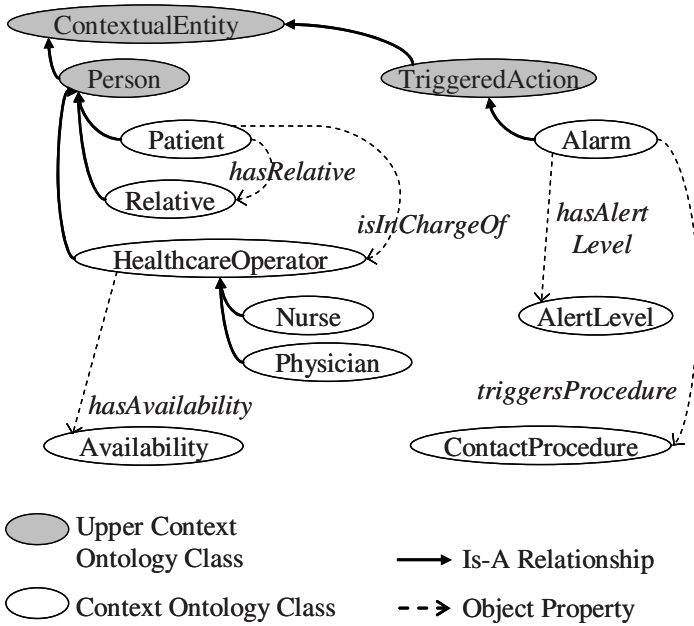 ContextualEntity
Person
TriggeredAction
Patient
Alarm
hasRelative
Relative
isInChargeOf
hasAlert
Level
HealthcareOperator
Nurse
AlertLevel
Physician
hasAvailability
triggersProcedure
Availability
ContactProcedure
Upper Context
Ontology Class
Is-A Relationship
Context Ontology Class
Object Property